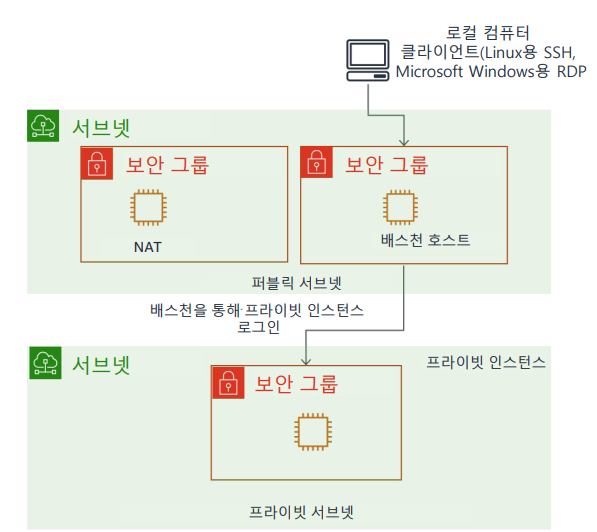 로컬 컴퓨터
클라이언트(Linux용 SSH,
Microsoft Windows용 RDP
서브넷
보안 그룹
보안 그룹
NAT
배스천 호스트
퍼블릭 서브넷
배스천을 통해 프라이빗 인스턴스
로그인
서브넷
프라이빗 인스턴스
보안 그룹
프라이빗 서브넷